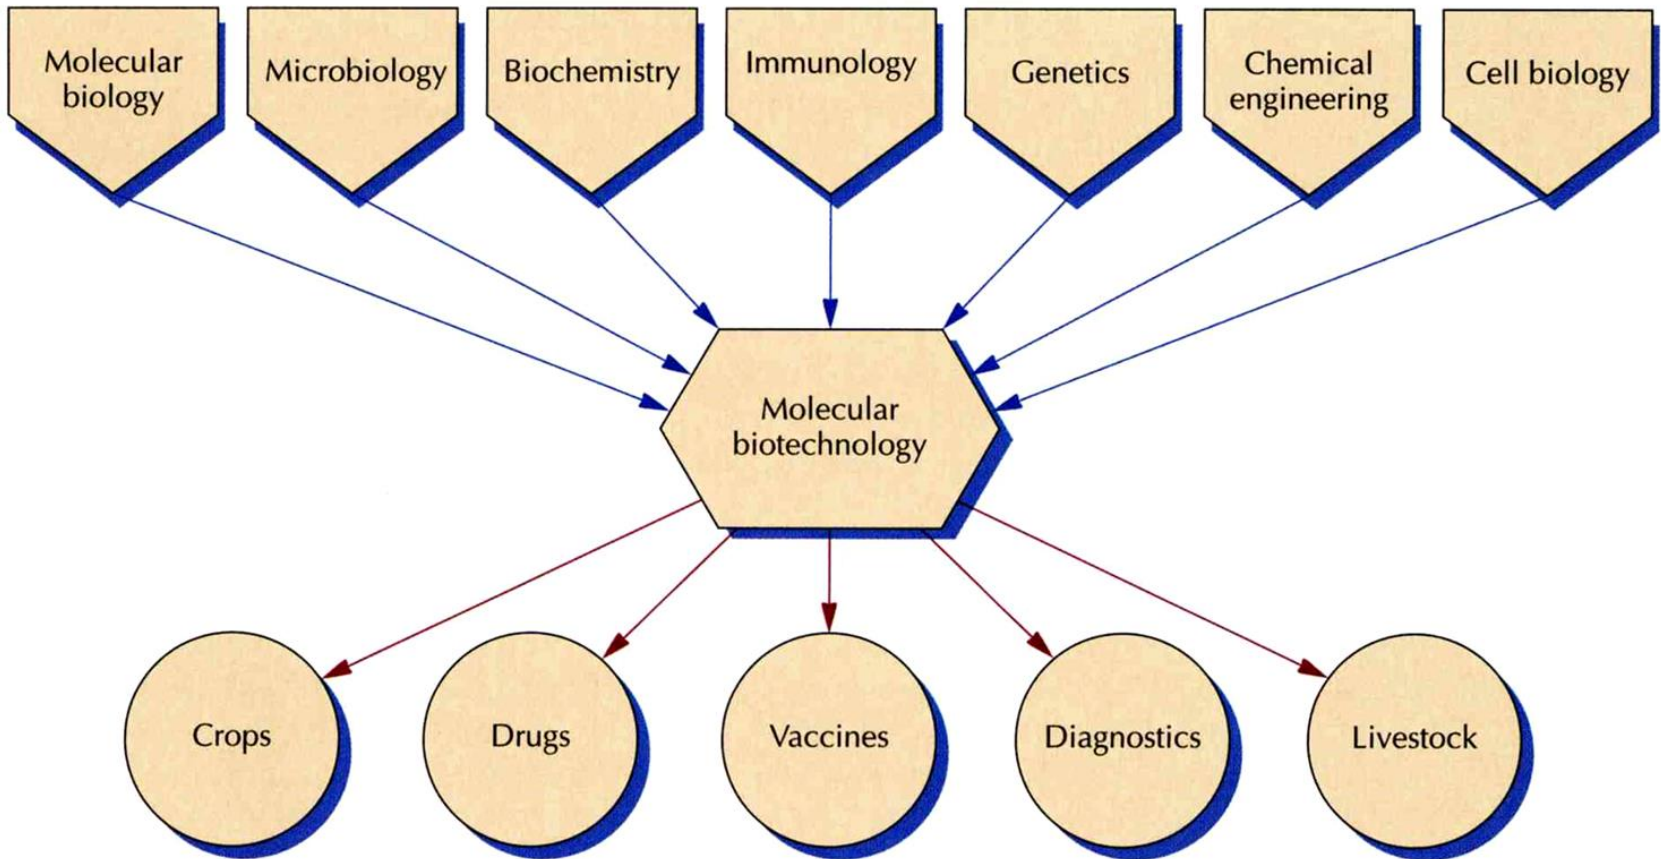 Molecular
biology
Microbiology
Biochemistry
Immunology
Genetics
Chemical
engineering
Cell biology
Molecular
biotechnology
Crops
Drugs
Vaccines
Diagnostics
Livestock